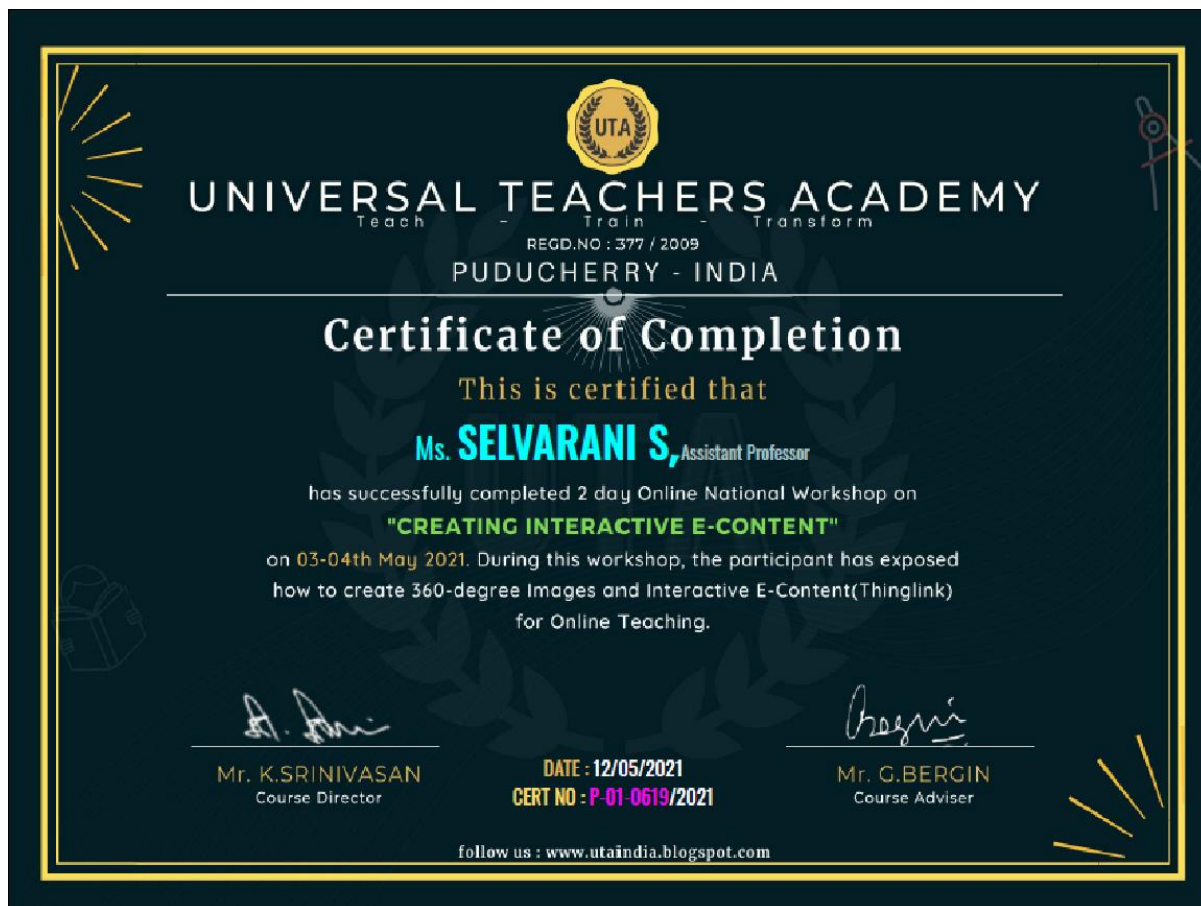 UTA
UNIVERSAL TEACHERS ACADEMY
Teach - Train - Transform
REGD.NO : 377 / 2009
PUDUCHERRY - INDIA
Certificate of Completion
This is certified that
Ms. SELVARANI S, Assistant Professor
has successfully completed 2 day Online National Workshop on
"CREATING INTERACTIVE E-CONTENT"
on 03-04th May 2021. During this workshop, the participant has exposed
how to create 360-degree Images and Interactive E-Content(Thinglink)
for Online Teaching.
Mr. K.SRINIVASAN
Course Director
DATE : 12/05/2021
CERT NO : P-01-0619/2021
Mr. G.BERGIN
Course Adviser
follow us : www.utaindia.blogspot.com